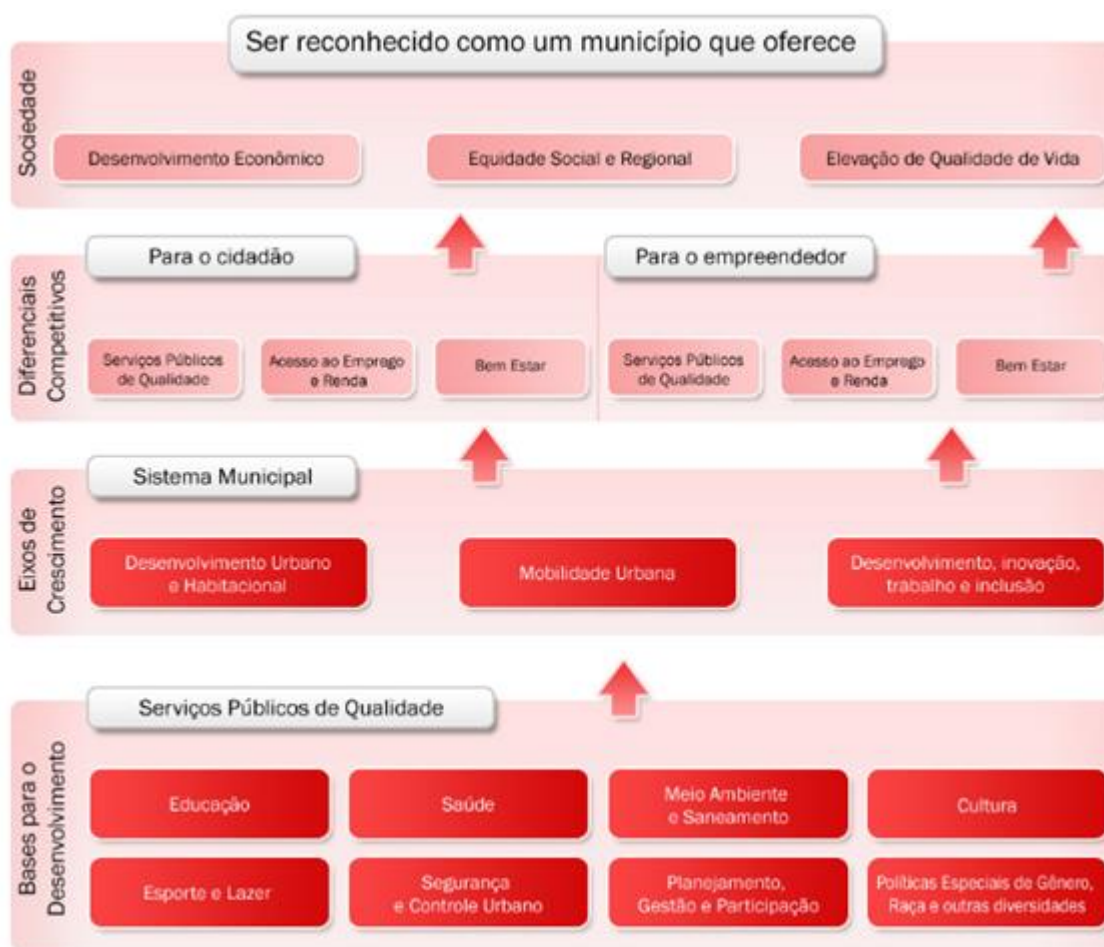 Ser reconhecido como um município que oferece
Sociedade
Desenvolvimento Econômico
Equidade Social e Regional
Elevação de Qualidade de Vida
Diferenciais
Competitivos
Para o cidadão
Serviços Públicos
de Qualidade
Acesso ao Emprego
e Renda
Bem Estar
Para o empreendedor
Serviços Públicos
de Qualidade
Acesso ao Emprego
e Renda
Bem Estar
Eixos de
Crescimento
Sistema Municipal
Desenvolvimento Urbano
e Habitacional
Mobilidade Urbana
Desenvolvimento, inovação,
trabalho e inclusão
Bases para o
Desenvolvimento
Serviços Públicos de Qualidade
Educação
Saúde
Meio Ambiente
e Saneamento
Cultura
Esporte e Lazer
Segurança
e Controle Urbano
Planejamento,
Gestão e Participação
Políticas Especiais de Gênero,
Raça e outras diversidades